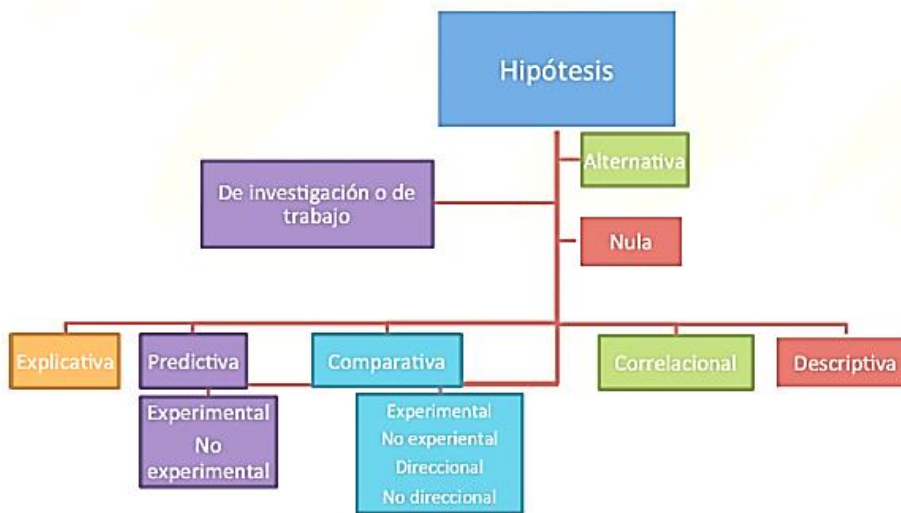 Hipótesis
Alternativa
De investigación o de
trabajo
Nula
Explicativa
Predictiva
Comparativa
Correlacional
Descriptiva
Experimental
No
experimental
Experimental
No experiental
Direccional
No direccional